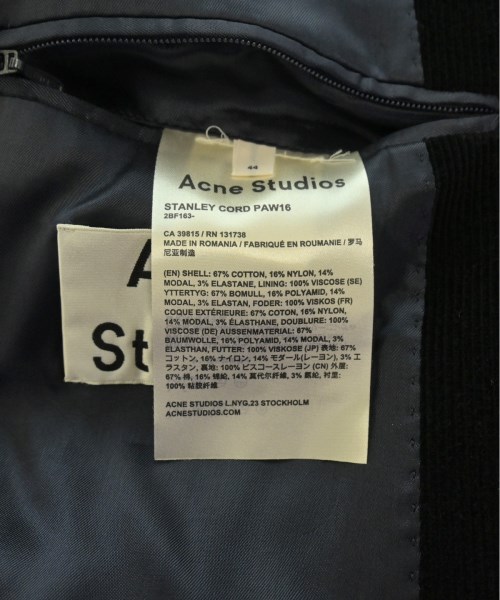 44
Acne Studios
STANLEY CORD PAW16
2BF163-
CA 39815 / RN 131738
MADE IN ROMANIA / FABRIQUÉ EN ROUMANIE / 罗马
尼亚制造
(EN) SHELL: 67% COTTON, 16% NYLON, 14%
MODAL, 3% ELASTANE, LINING: 100% VISCOSE (SE)
YTTERTYG: 67% BOMULL, 16% POLYAMID, 14%
MODAL, 3% ELASTAN, FODER: 100% VISKOS (FR)
COQUE EXTÉRIEURE: 67% COTON, 16% NYLON,
14% MODAL, 3% ÉLASTHANE, DOUBLURE: 100%
VISCOSE (DE) AUSSENMATERIAL: 67%
BAUMWOLLE, 16% POLYAMID, 14% MODAL, 3%
ELASTHAN, FUTTER: 100% VISKOSE (JP) 表地: 67%
コットン, 16% ナイロン, 14% モダール(レーヨン), 3% エ
ラスタン, 裏地: 100% ビスコースレーヨン (CN) 外层:
67% 棉, 16% 锦纶, 14% 莫代尔纤维, 3% 氨纶, 衬里:
100% 粘胶纤维
ACNE STUDIOS L.NYG.23 STOCKHOLM
ACNESTUDIOS.COM
A
St